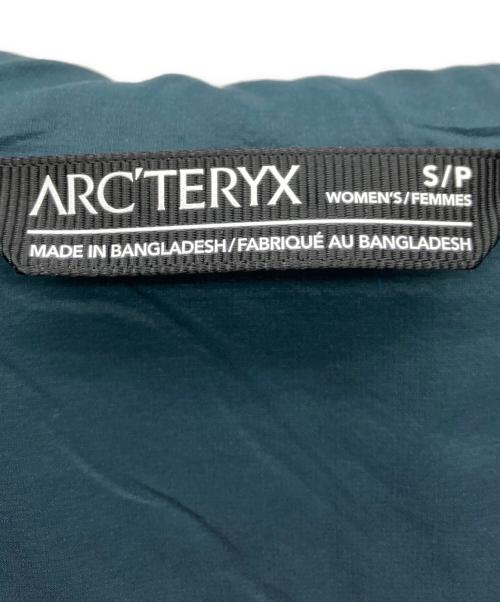 ARC'TERYX
S/P
WOMEN'S/FEMMES
MADE IN BANGLADESH/FABRIQUÉ AU BANGLADESH